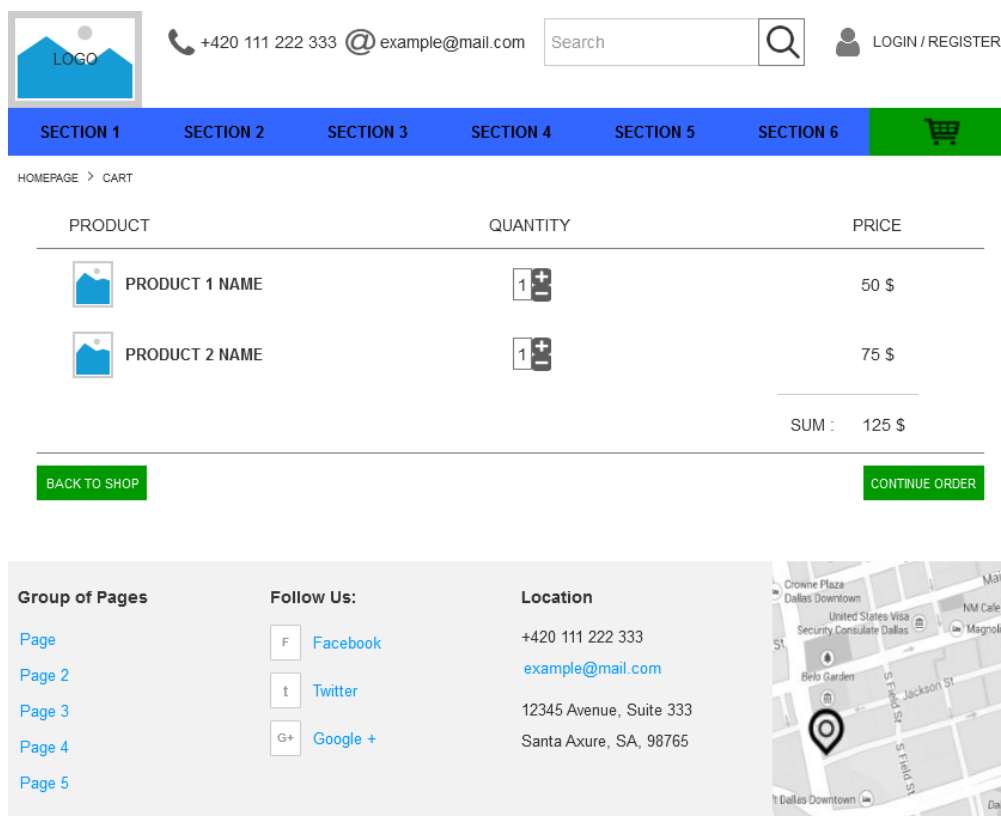 LOGO
+420 111 222 333
example@mail.com
Search
LOGIN / REGISTER
SECTION 1
SECTION 2
SECTION 3
SECTION 4
SECTION 5
SECTION 6
HOMEPAGE > CART
PRODUCT
QUANTITY
PRICE
PRODUCT 1 NAME
1
50 $
PRODUCT 2 NAME
1
75 $
SUM : 125 $
BACK TO SHOP
CONTINUE ORDER
Group of Pages
Page
Page 2
Page 3
Page 4
Page 5
Follow Us:
F Facebook
t Twitter
G+ Google +
Location
+420 111 222 333
example@mail.com
12345 Avenue, Suite 333
Santa Axure, SA, 98765
Crowne Plaza
Dallas Downtown
United States Visa
Security Consulate Dallas
NM Cafe
St
Belo Garden
Jackson St
S Field St
S Field St
Dallas Downtown